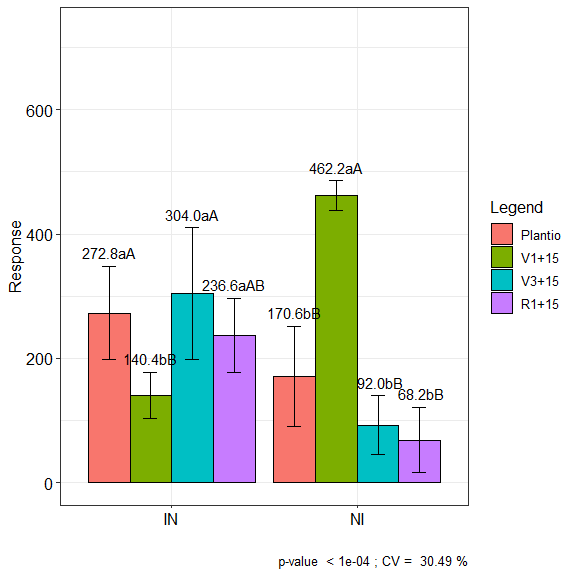 Response
600
400
200
0
272.8aA
140.4bB
304.0aA
236.6aAB
170.6bB
462.2aA
92.0bB
68.2bB
IN
NI
Legend
Plantio
V1+15
V3+15
R1+15
p-value < 1e-04 ; CV = 30.49 %